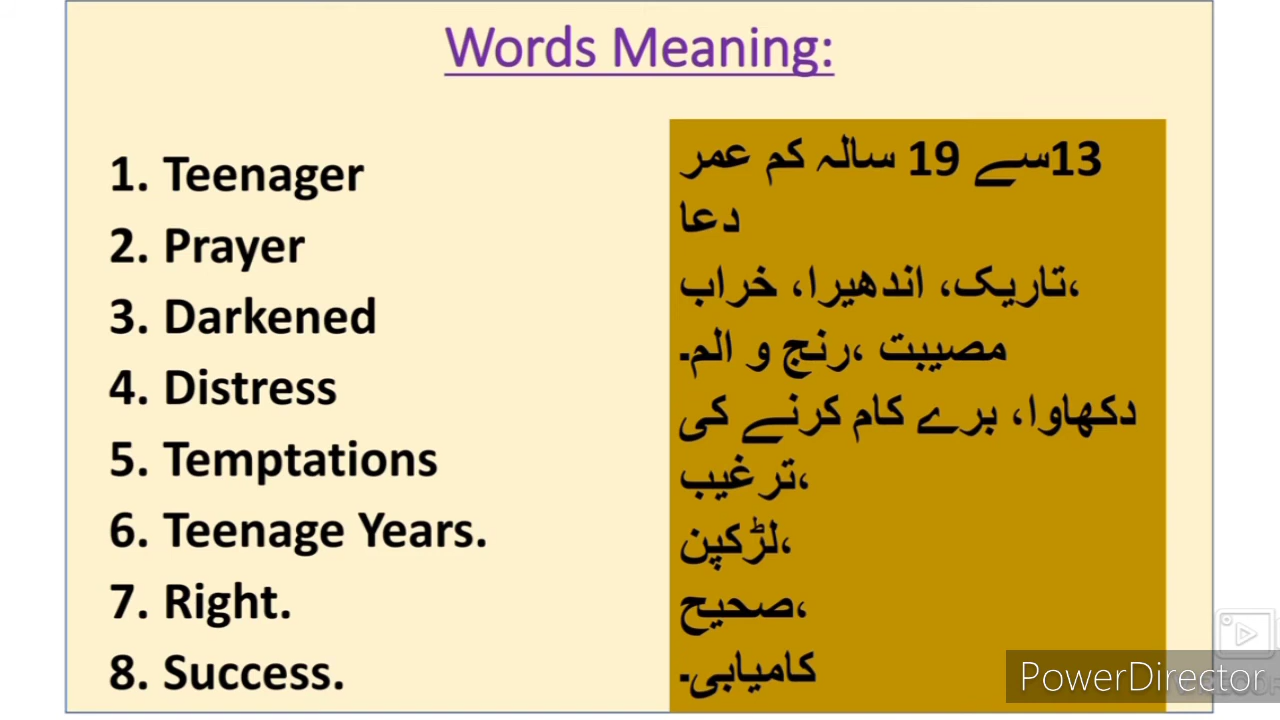 Words Meaning:
1. Teenager
2. Prayer
3. Darkened
4. Distress
5. Temptations
6. Teenage Years.
7. Right.
8. Success.
13سے 19 سالہ کم عمر
دعا
تاریک، اندھیرا، خراب،
مصیبت ،رنج و الم۔
دکھاوا، برے کام کرنے کی
ترغیب،
لڑکپن،
صحیح،
کامیابی۔
PowerDirector